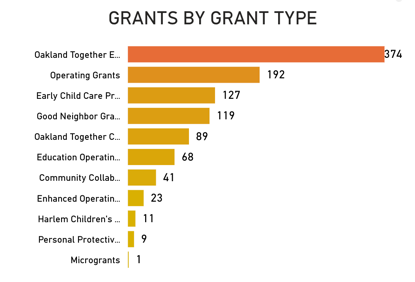 GRANTS BY GRANT TYPE
Oakland Together E... 374
Operating Grants 192
Early Child Care Pr... 127
Good Neighbor Gra... 119
Oakland Together C... 89
Education Operatin... 68
Community Collab... 41
Enhanced Operatin... 23
Harlem Children's ... 11
Personal Protectiv... 9
Microgrants 1